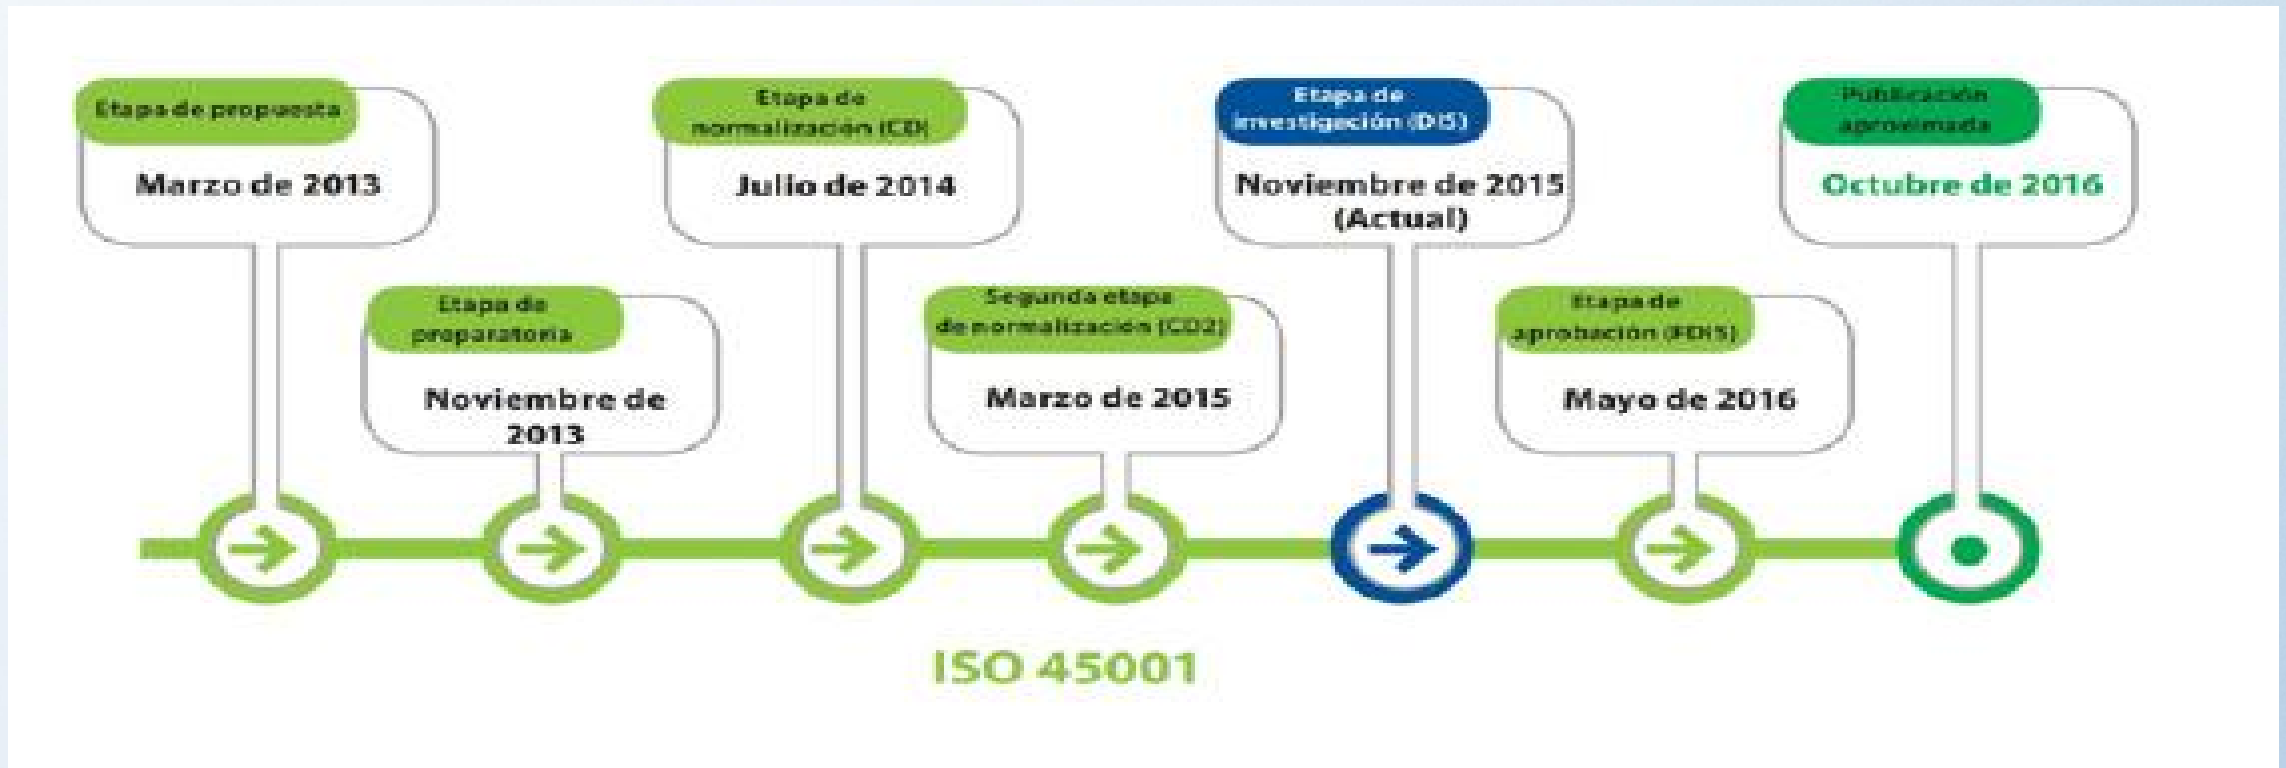 Etapa de propuesta
Marzo de 2013
Etapa de
preparatoria
Noviembre de
2013
Etapa de
normalización (CD)
Julio de 2014
Segunda etapa
de normalización (CD2)
Marzo de 2015
Etapa de
investigación (DIS)
Noviembre de 2015
(Actual)
Etapa de
aprobación (FDIS)
Mayo de 2016
Publicación
aproximada
Octubre de 2016
ISO 45001